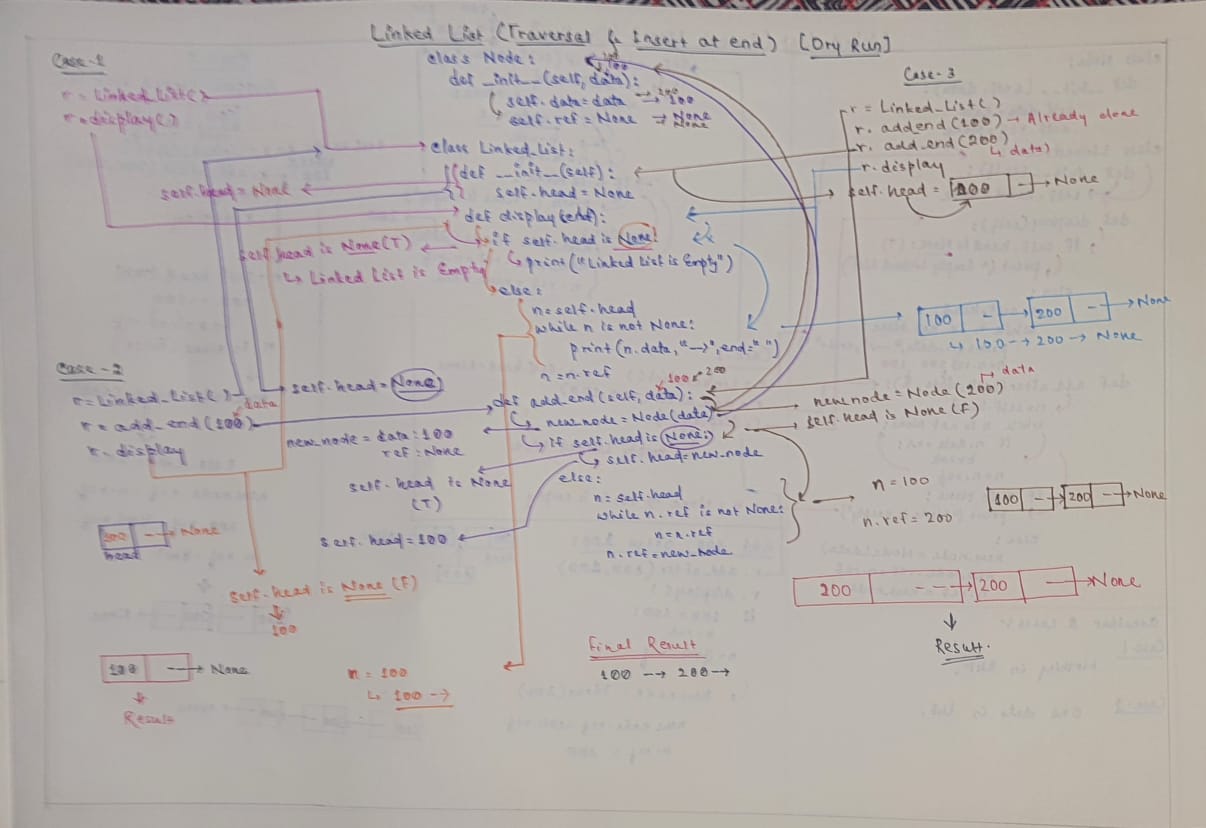 Linked List (Traversal & Insert at end) [Dry Run]
Case-1
r = Linked_List()
r.display()
self.head = None
self.head is None(T)
↳ Linked List is Empty
class Node:
100
def __init__(self, data):
self.data = data → 100
200
self.ref = None → None
None
class Linked_List:
def __init__(self):
self.head = None
if self.head is None:
↳ print("Linked List is Empty")
else:
n = self.head
while n is not None:
print(n.data, "-->", end=" ")
n = n.ref
100 200
def add_end(self, data):
new_node = Node(data)
if self.head is None:
self.head = new_node
else:
n = self.head
while n.ref is not None:
n = n.ref
n.ref = new_node
Case-2
r = Linked_List()
self.head = None
data
r = add_end(100)
r. display
new_node = data: 100
ref: None
self.head is None
(T)
self.head = 100
100 → None
head
self.head is None (F)
100
100 → None
Result
n = 100
↳ 100 →
Case-3
r = Linked_List()
r. addend(100) → Already done
r. add_end(200)
↳ data)
r. display
self.head = 100 - → None
100 - → 200 - → None
↳ 100 → 200 → None
data
new_node = Node(200)
self.head is None(F)
n = 100
n.ref = 200
100 - → 200 - → None
200 - - → 200 - → None
Result.
Final Result
100 → 200 →